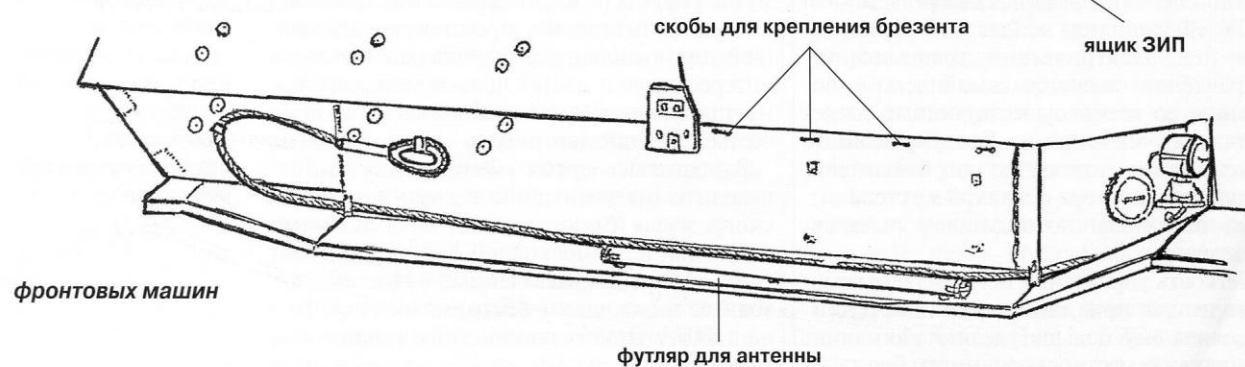 скобы для крепления брезента
ящик ЗИП
фронтовых машин
футляр для антенны